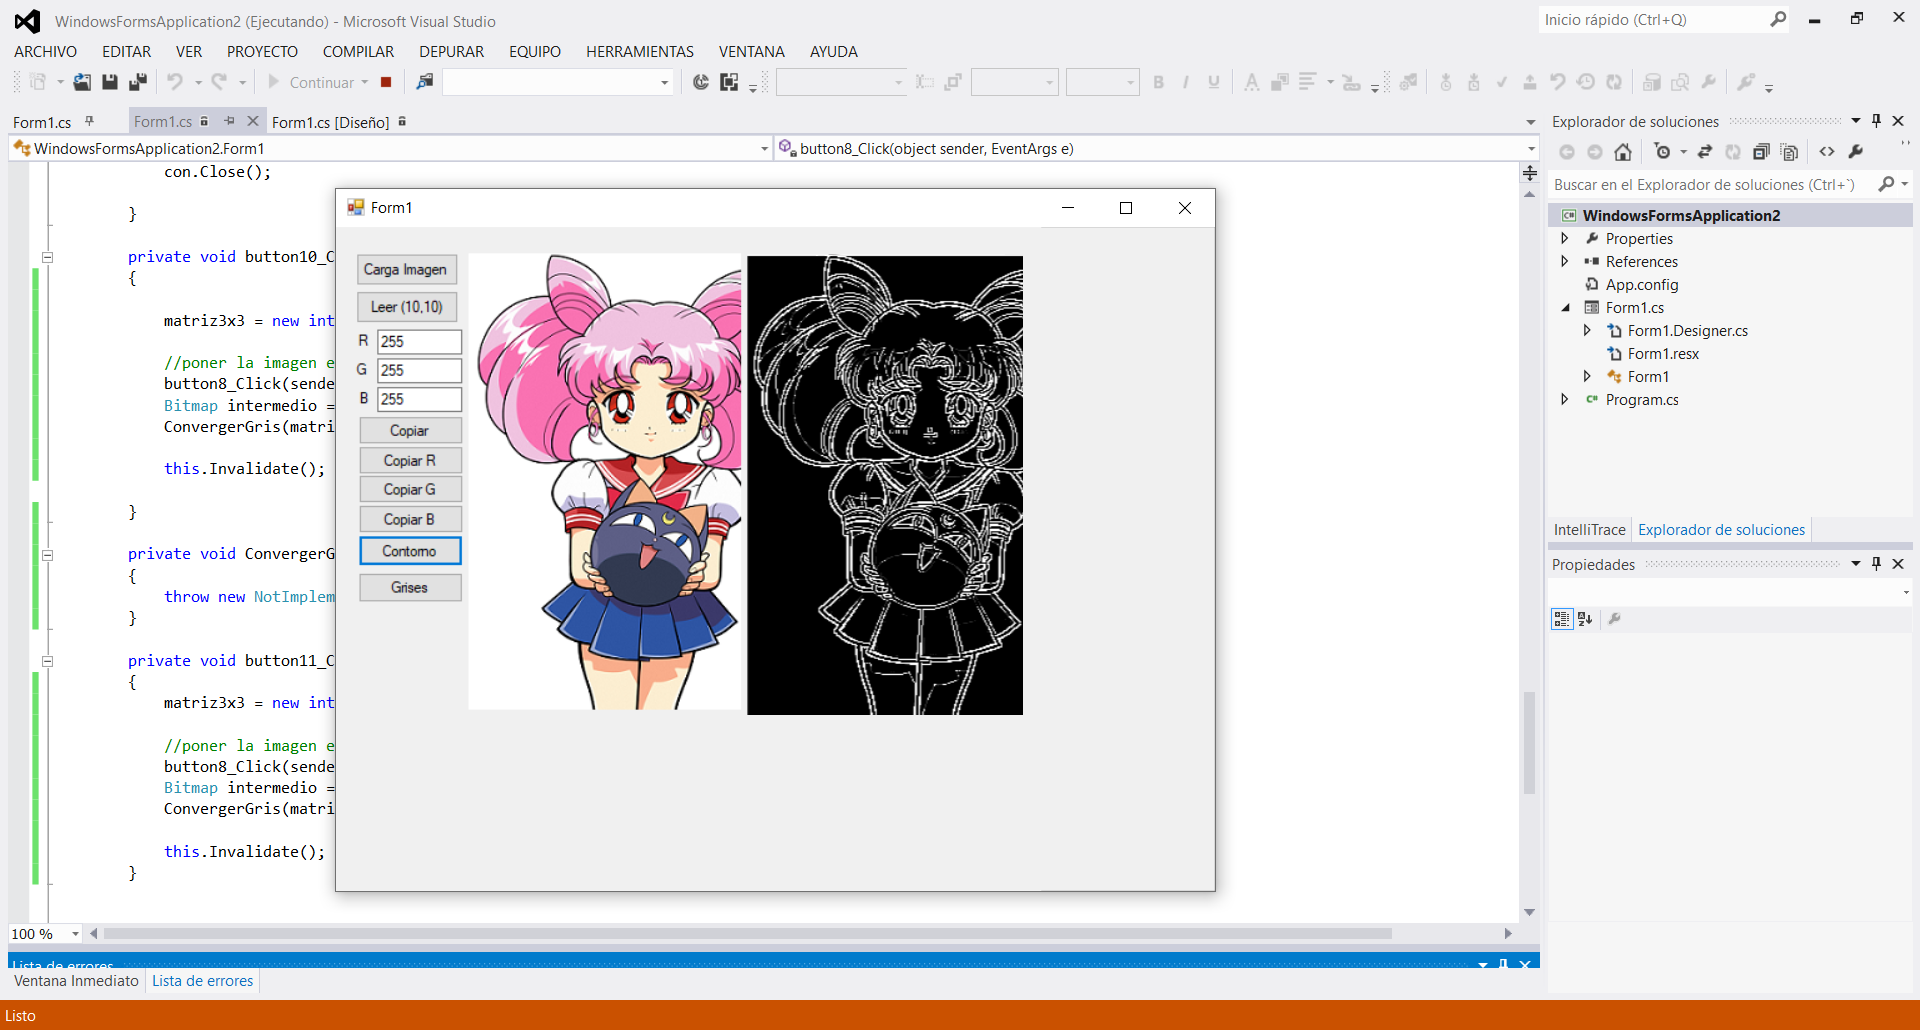 WindowsFormsApplication2 (Ejecutando) - Microsoft Visual Studio
Inicio rápido (Ctrl+Q)
ARCHIVO EDITAR VER PROYECTO COMPILAR DEPURAR EQUIPO HERRAMIENTAS VENTANA AYUDA
Continuar
Form1.cs Form1.cs Form1.cs [Diseño]
WindowsFormsApplication2.Form1 button8_Click(object sender, EventArgs e)
con.Close();
}
private void button10_C
{
matriz3x3 = new int
//poner la imagen e
button8_Click(sende
Bitmap intermedio =
ConvergerGris(matri
this.Invalidate();
}
private void ConvergerG
{
throw new NotImplem
}
private void button11_C
{
matriz3x3 = new int
//poner la imagen e
button8_Click(sende
Bitmap intermedio =
ConvergerGris(matri
this.Invalidate();
}
100 %
Form1
Carga Imagen
Leer (10,10)
R 255
G 255
B 255
Copiar
Copiar R
Copiar G
Copiar B
Contorno
Grises
Explorador de soluciones
Buscar en el Explorador de soluciones (Ctrl+`)
WindowsFormsApplication2
Properties
References
App.config
Form1.cs
Form1.Designer.cs
Form1.resx
Form1
Program.cs
IntelliTrace Explorador de soluciones
Propiedades
Lista de errores
Ventana Inmediato Lista de errores
Listo